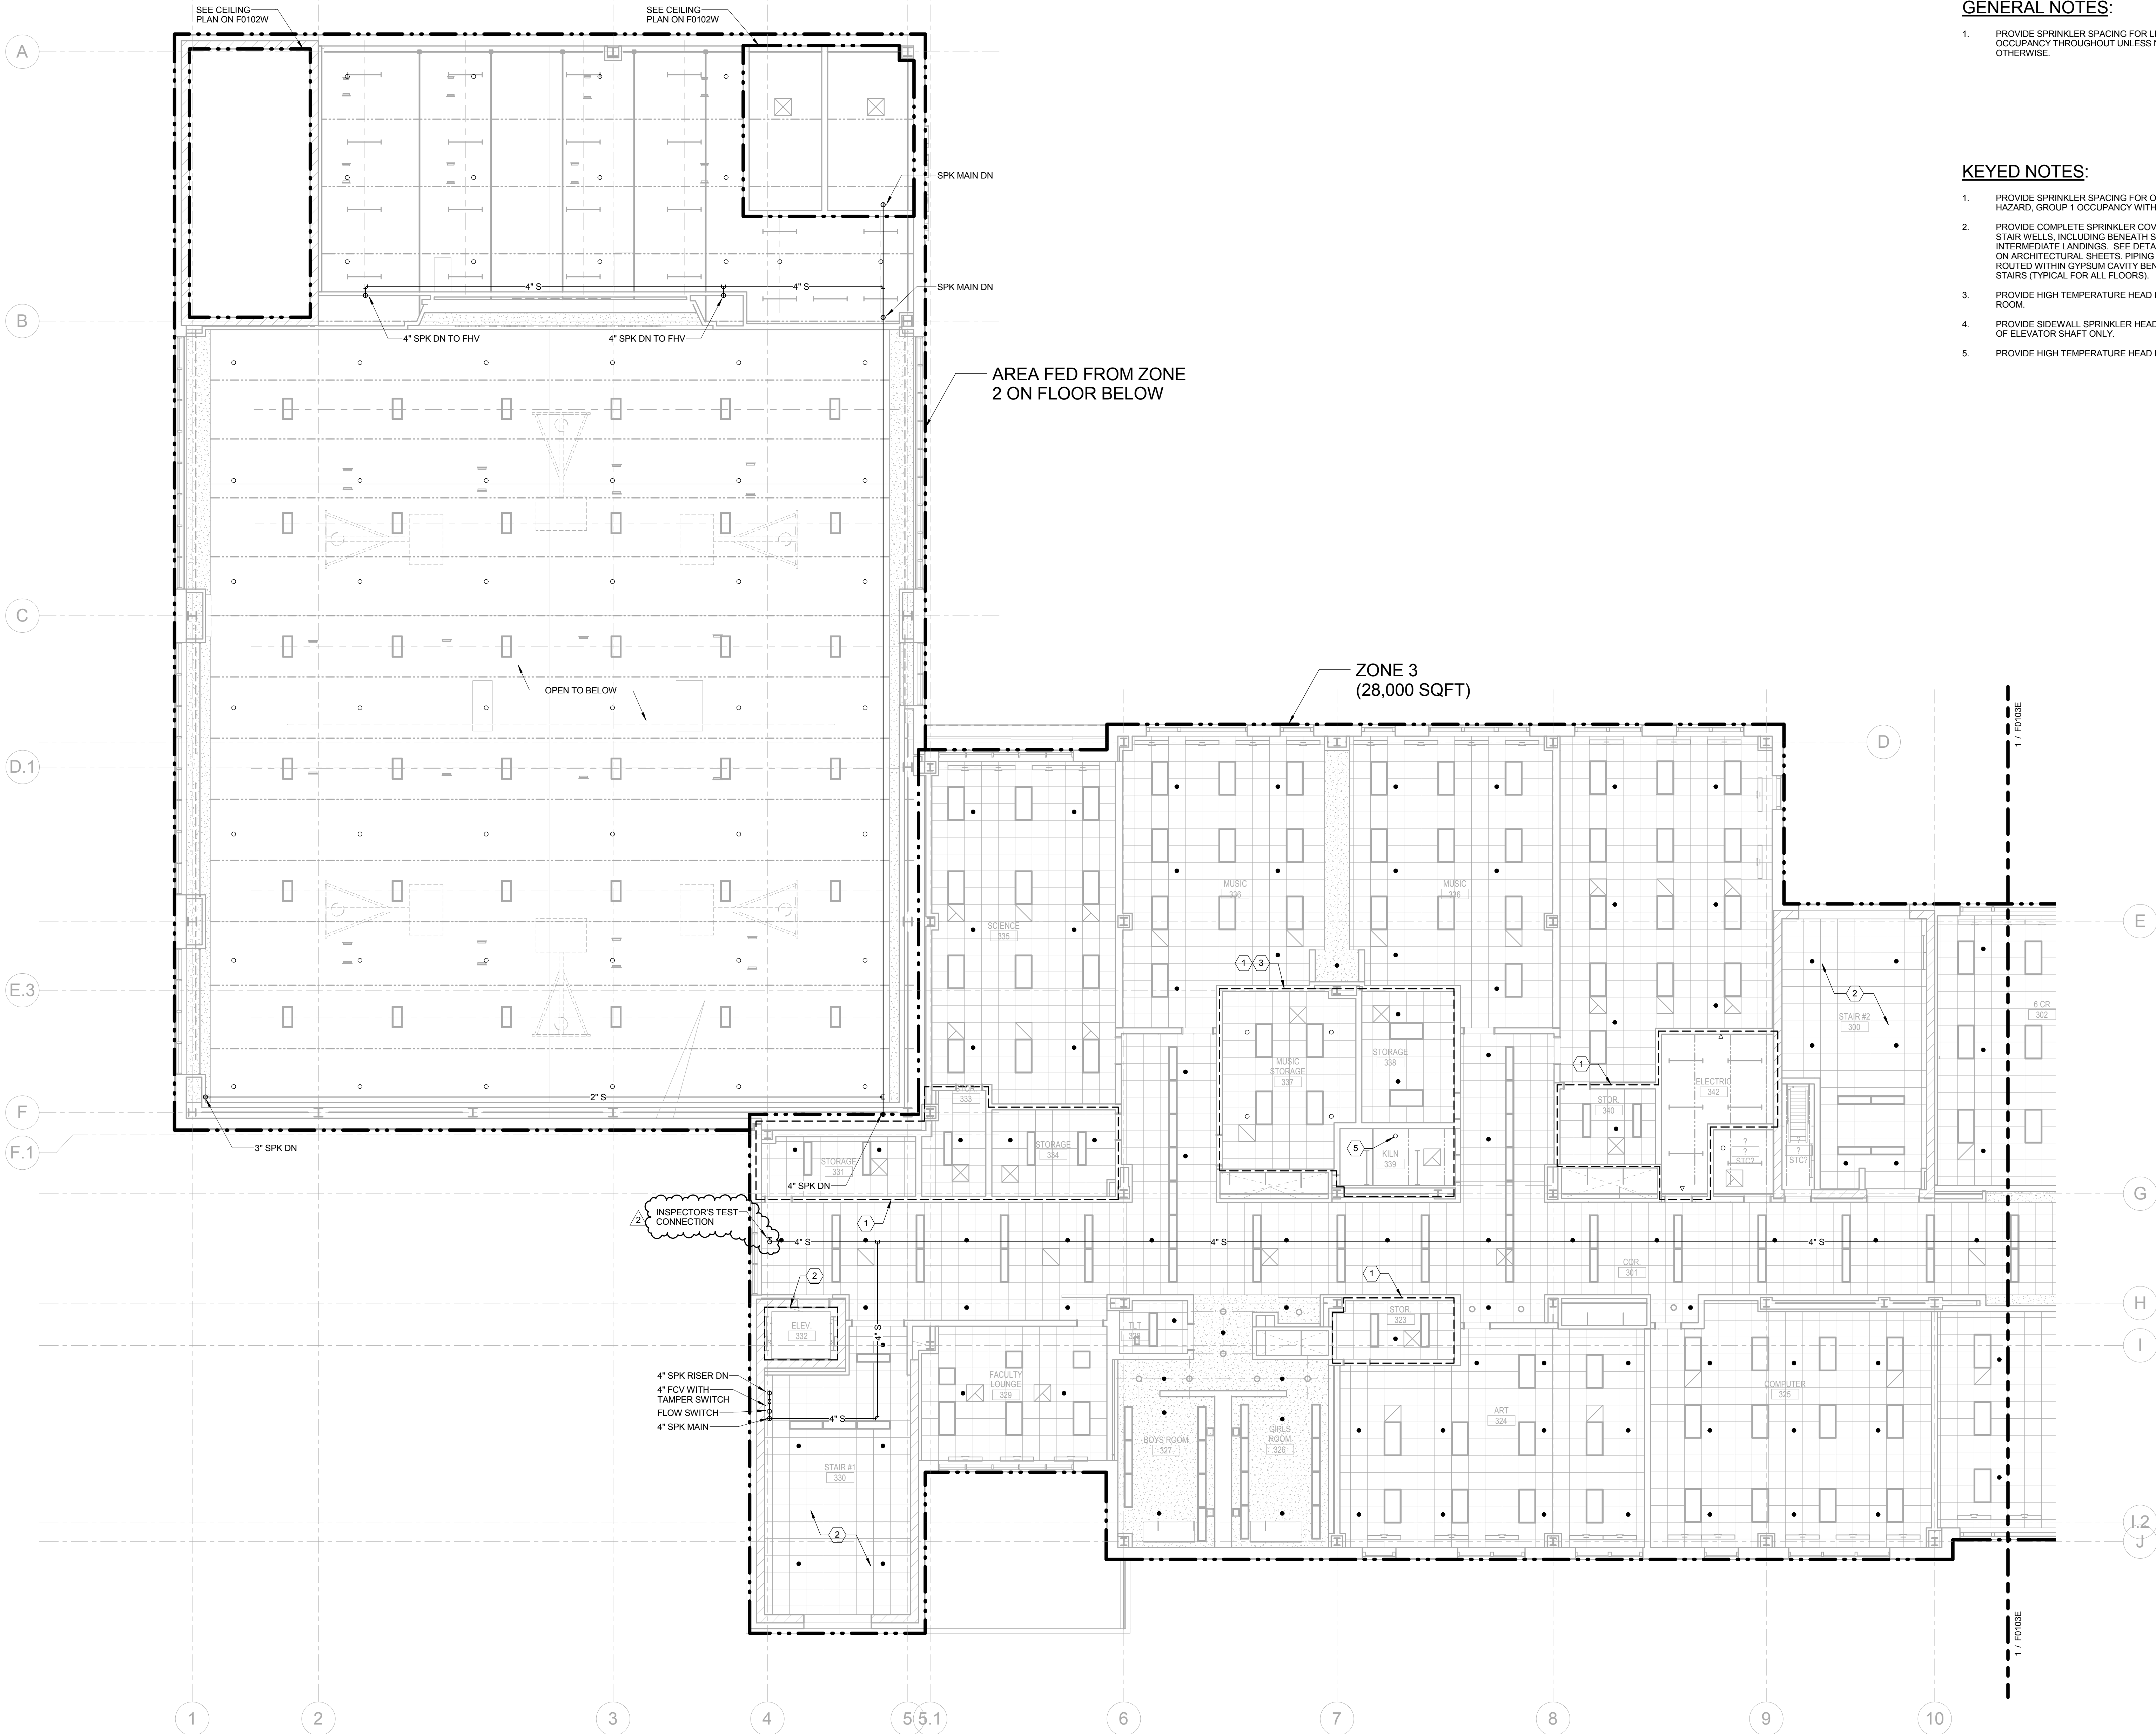 SEE CEILING
PLAN ON F0102W
SEE CEILING
PLAN ON F0102W
GENERAL NOTES:
1. PROVIDE SPRINKLER SPACING FOR
OCCUPANCY THROUGHOUT UNLESS
OTHERWISE.
KEYED NOTES:
1. PROVIDE SPRINKLER SPACING FOR
HAZARD, GROUP 1 OCCUPANCY
2. PROVIDE COMPLETE SPRINKLER
STAIR WELLS, INCLUDING BENEATH
INTERMEDIATE LANDINGS. SEE
ON ARCHITECTURAL SHEETS. PIPING
ROUTED WITHIN GYPSUM CAVITY
STAIRS (TYPICAL FOR ALL FLOORS).
3. PROVIDE HIGH TEMPERATURE HEAD
ROOM.
4. PROVIDE SIDEWALL SPRINKLER
OF ELEVATOR SHAFT ONLY.
5. PROVIDE HIGH TEMPERATURE HEAD
A
SPK MAIN DN
4" S
4" S
SPK MAIN DN
B
4" SPK DN TO FHV
4" SPK DN TO FHV
AREA FED FROM ZONE
2 ON FLOOR BELOW
C
OPEN TO BELOW
ZONE 3
(28,000 SQFT)
1 / F0103E
D
D.1
MUSIC
336
MUSIC
336
SCIENCE
335
E
1
3
E.3
2
STAIR #2
300
6 CR
302
MUSIC
STORAGE
337
STORAGE
338
1
ELECTRIC
342
333
STOR.
340
2" S
F
STORAGE
334
?
?
STC?
?
?
STC?
5
KILN
339
F.1
3" SPK DN
STORAGE
331
4" SPK DN
G
2
INSPECTOR'S TEST
CONNECTION
1
4" S
4" S
4" S
COR.
301
2
1
H
ELEV.
332
4" S
TLT
STOR.
323
I
4" SPK RISER DN
4" FCV WITH
TAMPER SWITCH
FLOW SWITCH
4" SPK MAIN
4" S
FACULTY
LOUNGE
329
COMPUTER
325
ART
324
BOYS ROOM
327
GIRLS
ROOM
326
STAIR #1
330
2
I.2
J
1 / F0103E
1
2
3
4
5
5.1
6
7
8
9
10